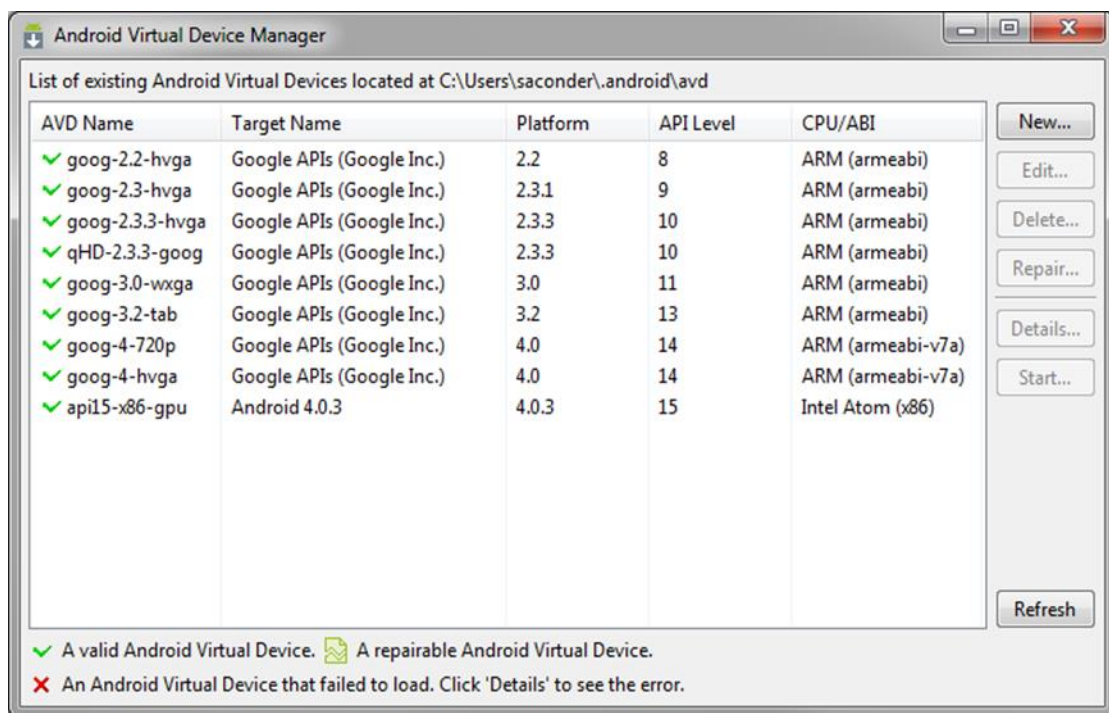 Android Virtual Device Manager
List of existing Android Virtual Devices located at C:\Users\saconder\.android\avd
AVD Name Target Name Platform API Level CPU/ABI
goog-2.2-hvga Google APIs (Google Inc.) 2.2 8 ARM (armeabi)
goog-2.3-hvga Google APIs (Google Inc.) 2.3.1 9 ARM (armeabi)
goog-2.3.3-hvga Google APIs (Google Inc.) 2.3.3 10 ARM (armeabi)
qHD-2.3.3-goog Google APIs (Google Inc.) 2.3.3 10 ARM (armeabi)
goog-3.0-wxga Google APIs (Google Inc.) 3.0 11 ARM (armeabi)
goog-3.2-tab Google APIs (Google Inc.) 3.2 13 ARM (armeabi)
goog-4-720p Google APIs (Google Inc.) 4.0 14 ARM (armeabi-v7a)
goog-4-hvga Google APIs (Google Inc.) 4.0 14 ARM (armeabi-v7a)
api15-x86-gpu Android 4.0.3 4.0.3 15 Intel Atom (x86)
New...
Edit...
Delete...
Repair...
Details...
Start...
Refresh
A valid Android Virtual Device. A repairable Android Virtual Device.
An Android Virtual Device that failed to load. Click 'Details' to see the error.